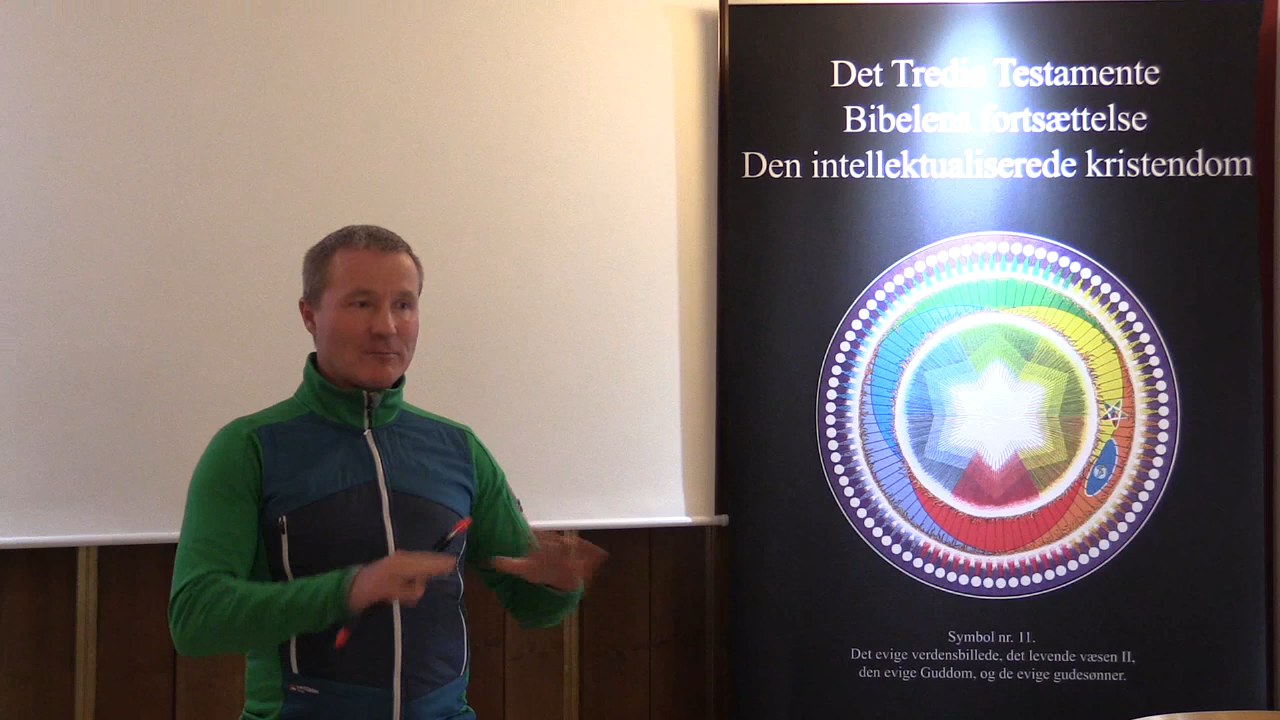 Det Tredie Testamente
Bibelens fortsættelse
Den intellektualiserede kristendom
Symbol nr. 11.
Det evige verdensbillede, det levende væsen II,
den evige Guddom, og de evige gudesønner.